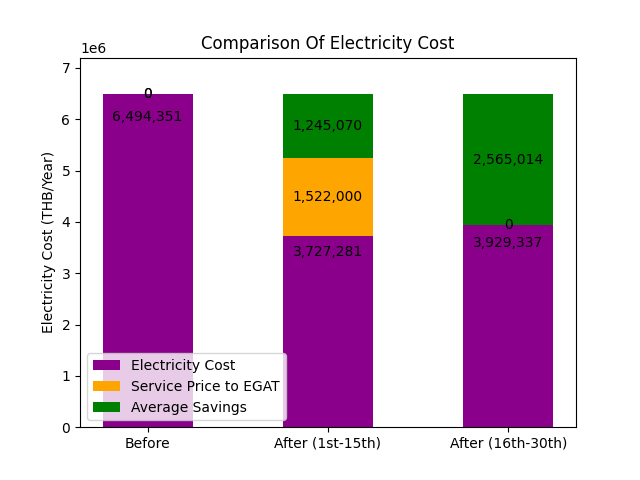 Comparison Of Electricity Cost
1e6
7
6
5
4
3
2
1
0
Electricity Cost (THB/Year)
0
6,494,351
1,245,070
1,522,000
3,727,281
2,565,014
0
3,929,337
Electricity Cost
Service Price to EGAT
Average Savings
Before
After (1st-15th)
After (16th-30th)